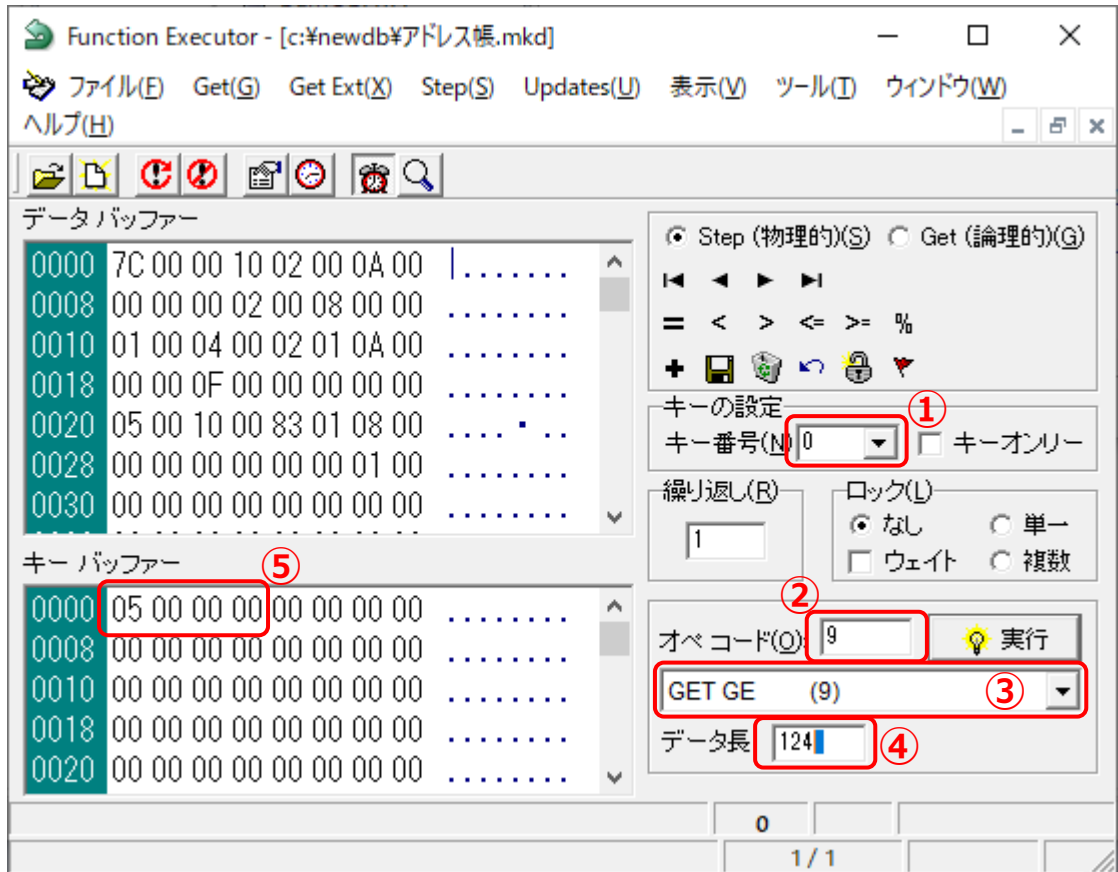 Function Executor - [c:¥newdb¥アドレス帳.mkd]
ファイル(F) Get(G) Get Ext(X) Step(S) Updates(U) 表示(V) ツール(T) ウィンドウ(W)
ヘルプ(H)
データ バッファー
0000 7C 00 00 10 02 00 0A 00 |.......
0008 00 00 00 02 00 08 00 00 ........
0010 01 00 04 00 02 01 0A 00 ........
0018 00 00 0F 00 00 00 00 00 ........
0020 05 00 10 00 83 01 08 00 ....・...
0028 00 00 00 00 00 00 01 00 ........
0030 00 00 00 00 00 00 00 00 ........
Step (物理的)(S) Get (論理的)(G)
= < > <= >= %
キーの設定 ①
キー番号(N) 0 キーオンリー
繰り返し(R)
1
ロック(L)
なし 単一
ウェイト 複数
キー バッファー ⑤
0000 05 00 00 00 00 00 00 00 ........
0008 00 00 00 00 00 00 00 00 ........
0010 00 00 00 00 00 00 00 00 ........
0018 00 00 00 00 00 00 00 00 ........
0020 00 00 00 00 00 00 00 00 ........
②
オペ コード(O): 9 実行
GET GE (9) ③
データ長 124 ④
0
1 / 1